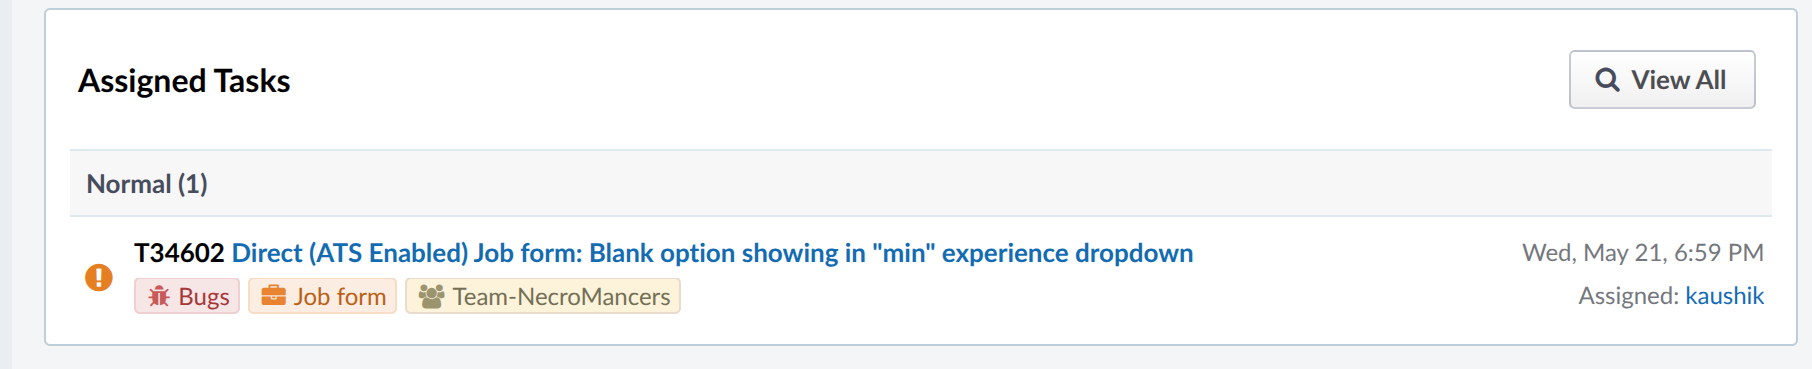 Assigned Tasks
View All
Normal (1)
T34602 Direct (ATS Enabled) Job form: Blank option showing in "min" experience dropdown
Wed, May 21, 6:59 PM
Bugs
Job form
Team-NecroMancers
Assigned: kaushik